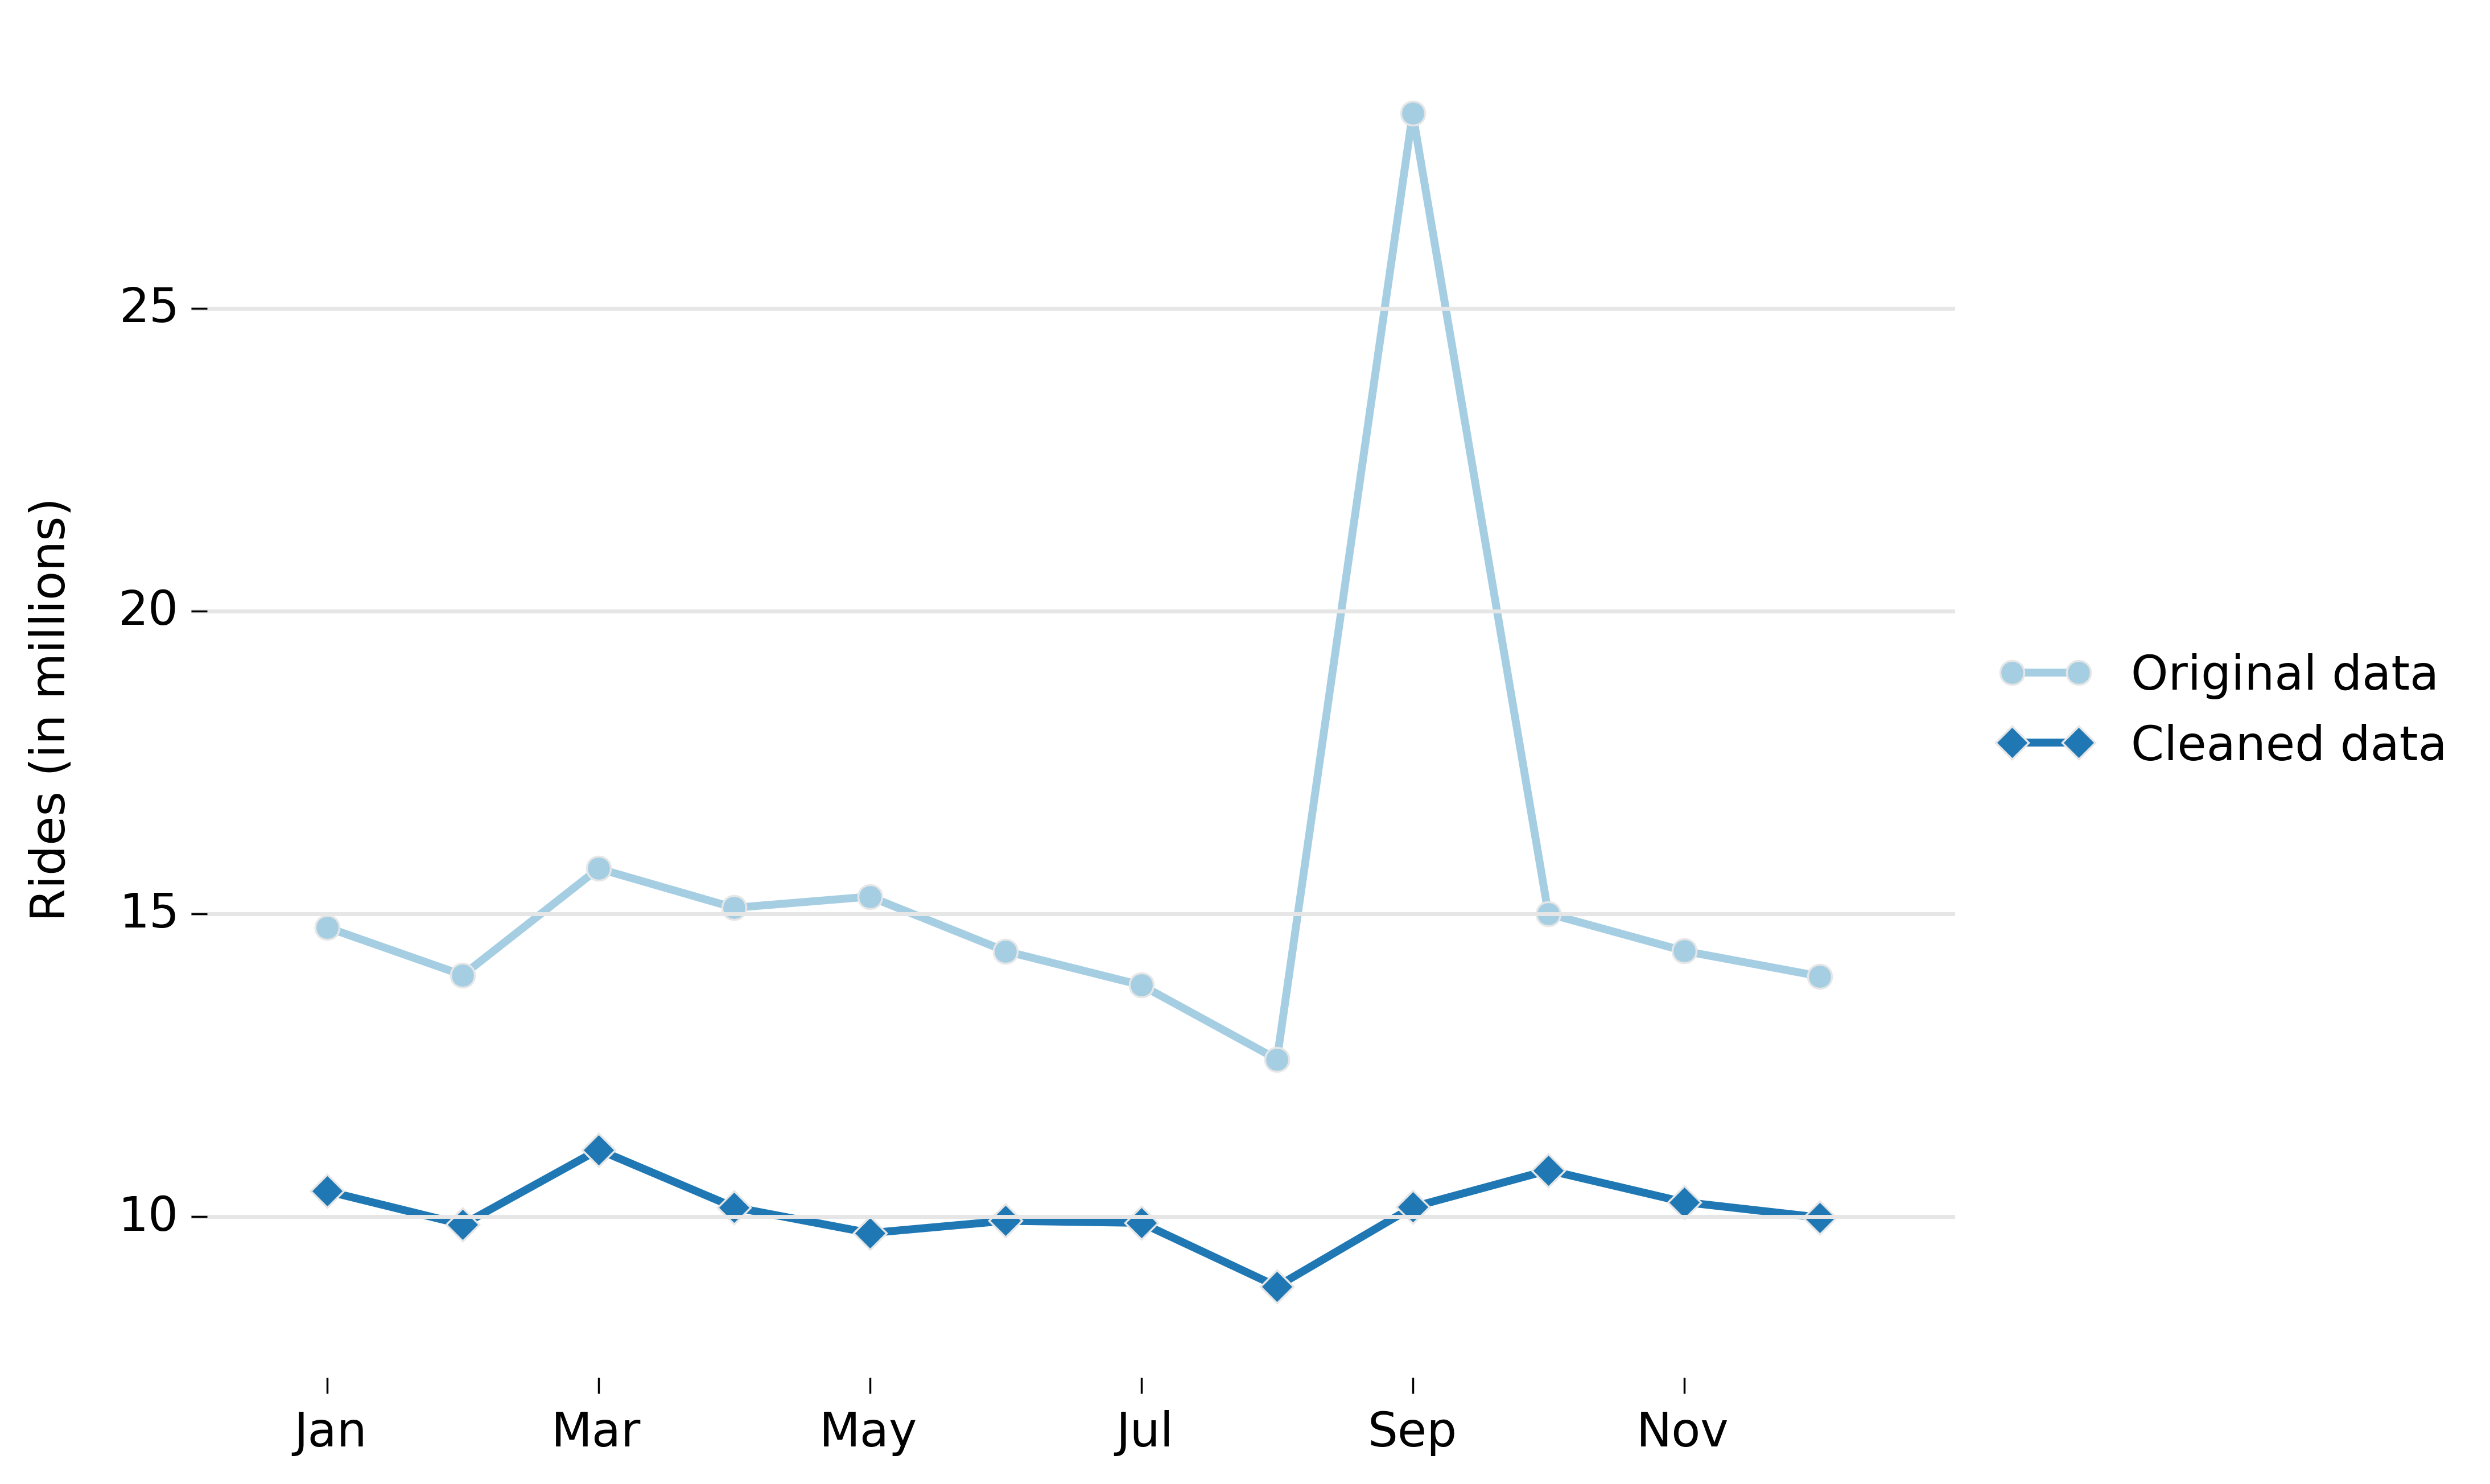 Rides (in millions)
25
20
15
10
Jan
Mar
May
Jul
Sep
Nov
Original data
Cleaned data